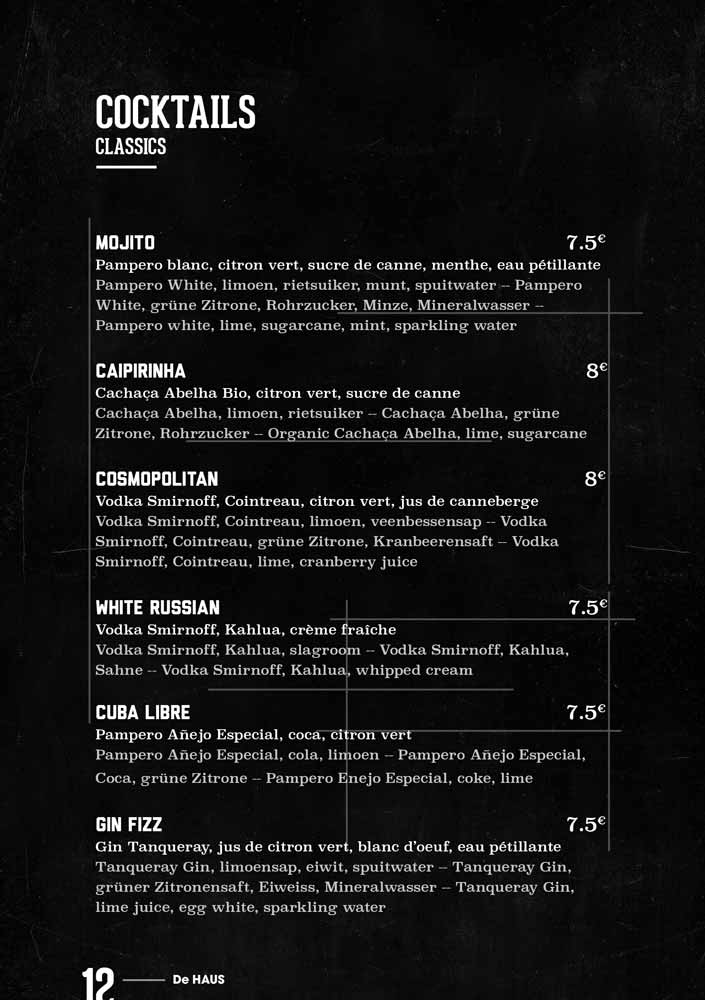 COCKTAILS
CLASSICS
MOJITO 7.5€
Pampero blanc, citron vert, sucre de canne, menthe, eau pétillante
Pampero White, limoen, rietsuiker, munt, spuitwater -- Pampero
White, grüne Zitrone, Rohrzucker, Minze, Mineralwasser --
Pampero white, lime, sugarcane, mint, sparkling water
CAIPIRINHA 8€
Cachaça Abelha Bio, citron vert, sucre de canne
Cachaça Abelha, limoen, rietsuiker -- Cachaça Abelha, grüne
Zitrone, Rohrzucker -- Organic Cachaça Abelha, lime, sugarcane
COSMOPOLITAN 8€
Vodka Smirnoff, Cointreau, citron vert, jus de canneberge
Vodka Smirnoff, Cointreau, limoen, veenbessensap -- Vodka
Smirnoff, Cointreau, grüne Zitrone, Kranbeerensaft -- Vodka
Smirnoff, Cointreau, lime, cranberry juice
WHITE RUSSIAN 7.5€
Vodka Smirnoff, Kahlua, crème fraîche
Vodka Smirnoff, Kahlua, slagroom -- Vodka Smirnoff, Kahlua,
Sahne -- Vodka Smirnoff, Kahlua, whipped cream
CUBA LIBRE 7.5€
Pampero Añejo Especial, coca, citron vert
Pampero Añejo Especial, cola, limoen -- Pampero Añejo Especial,
Coca, grüne Zitrone -- Pampero Enejo Especial, coke, lime
GIN FIZZ 7.5€
Gin Tanqueray, jus de citron vert, blanc d'oeuf, eau pétillante
Tanqueray Gin, limoensap, eiwit, spuitwater -- Tanqueray Gin,
grüner Zitronensaft, Eiweiss, Mineralwasser -- Tanqueray Gin,
lime juice, egg white, sparkling water
12 De HAUS